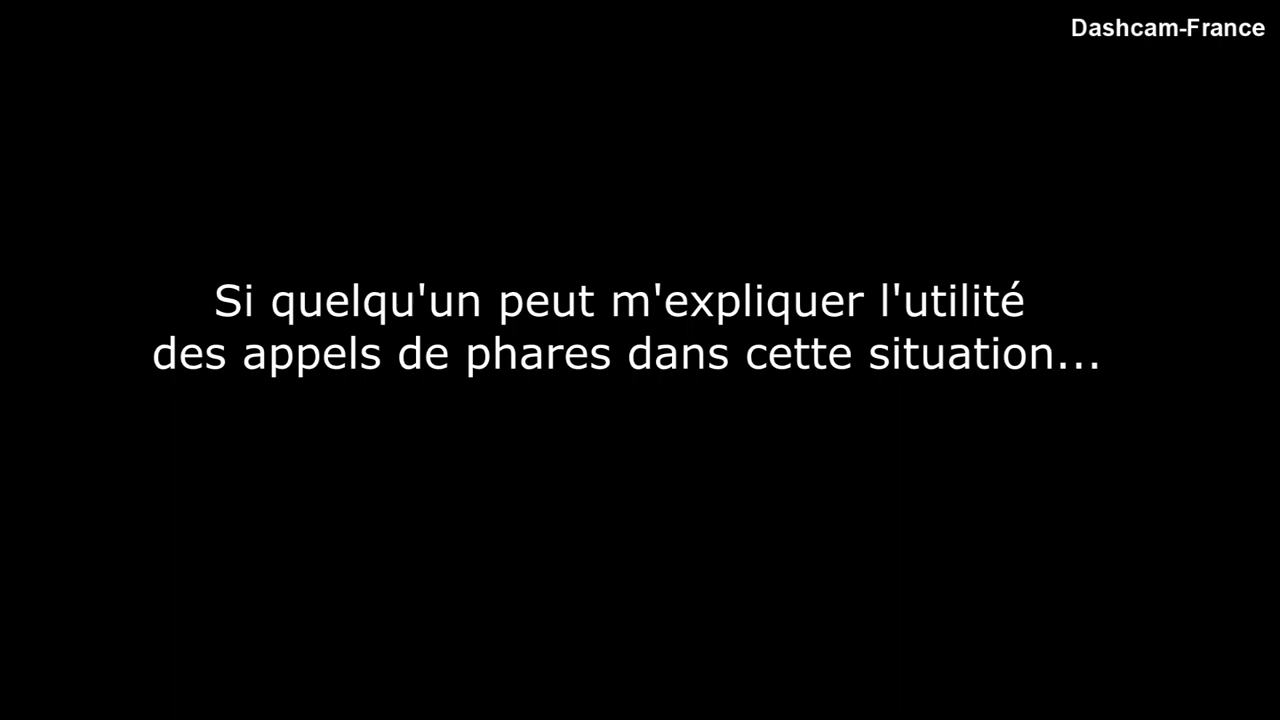 Dashcam-France
Si quelqu'un peut m'expliquer l'utilité
des appels de phares dans cette situation...